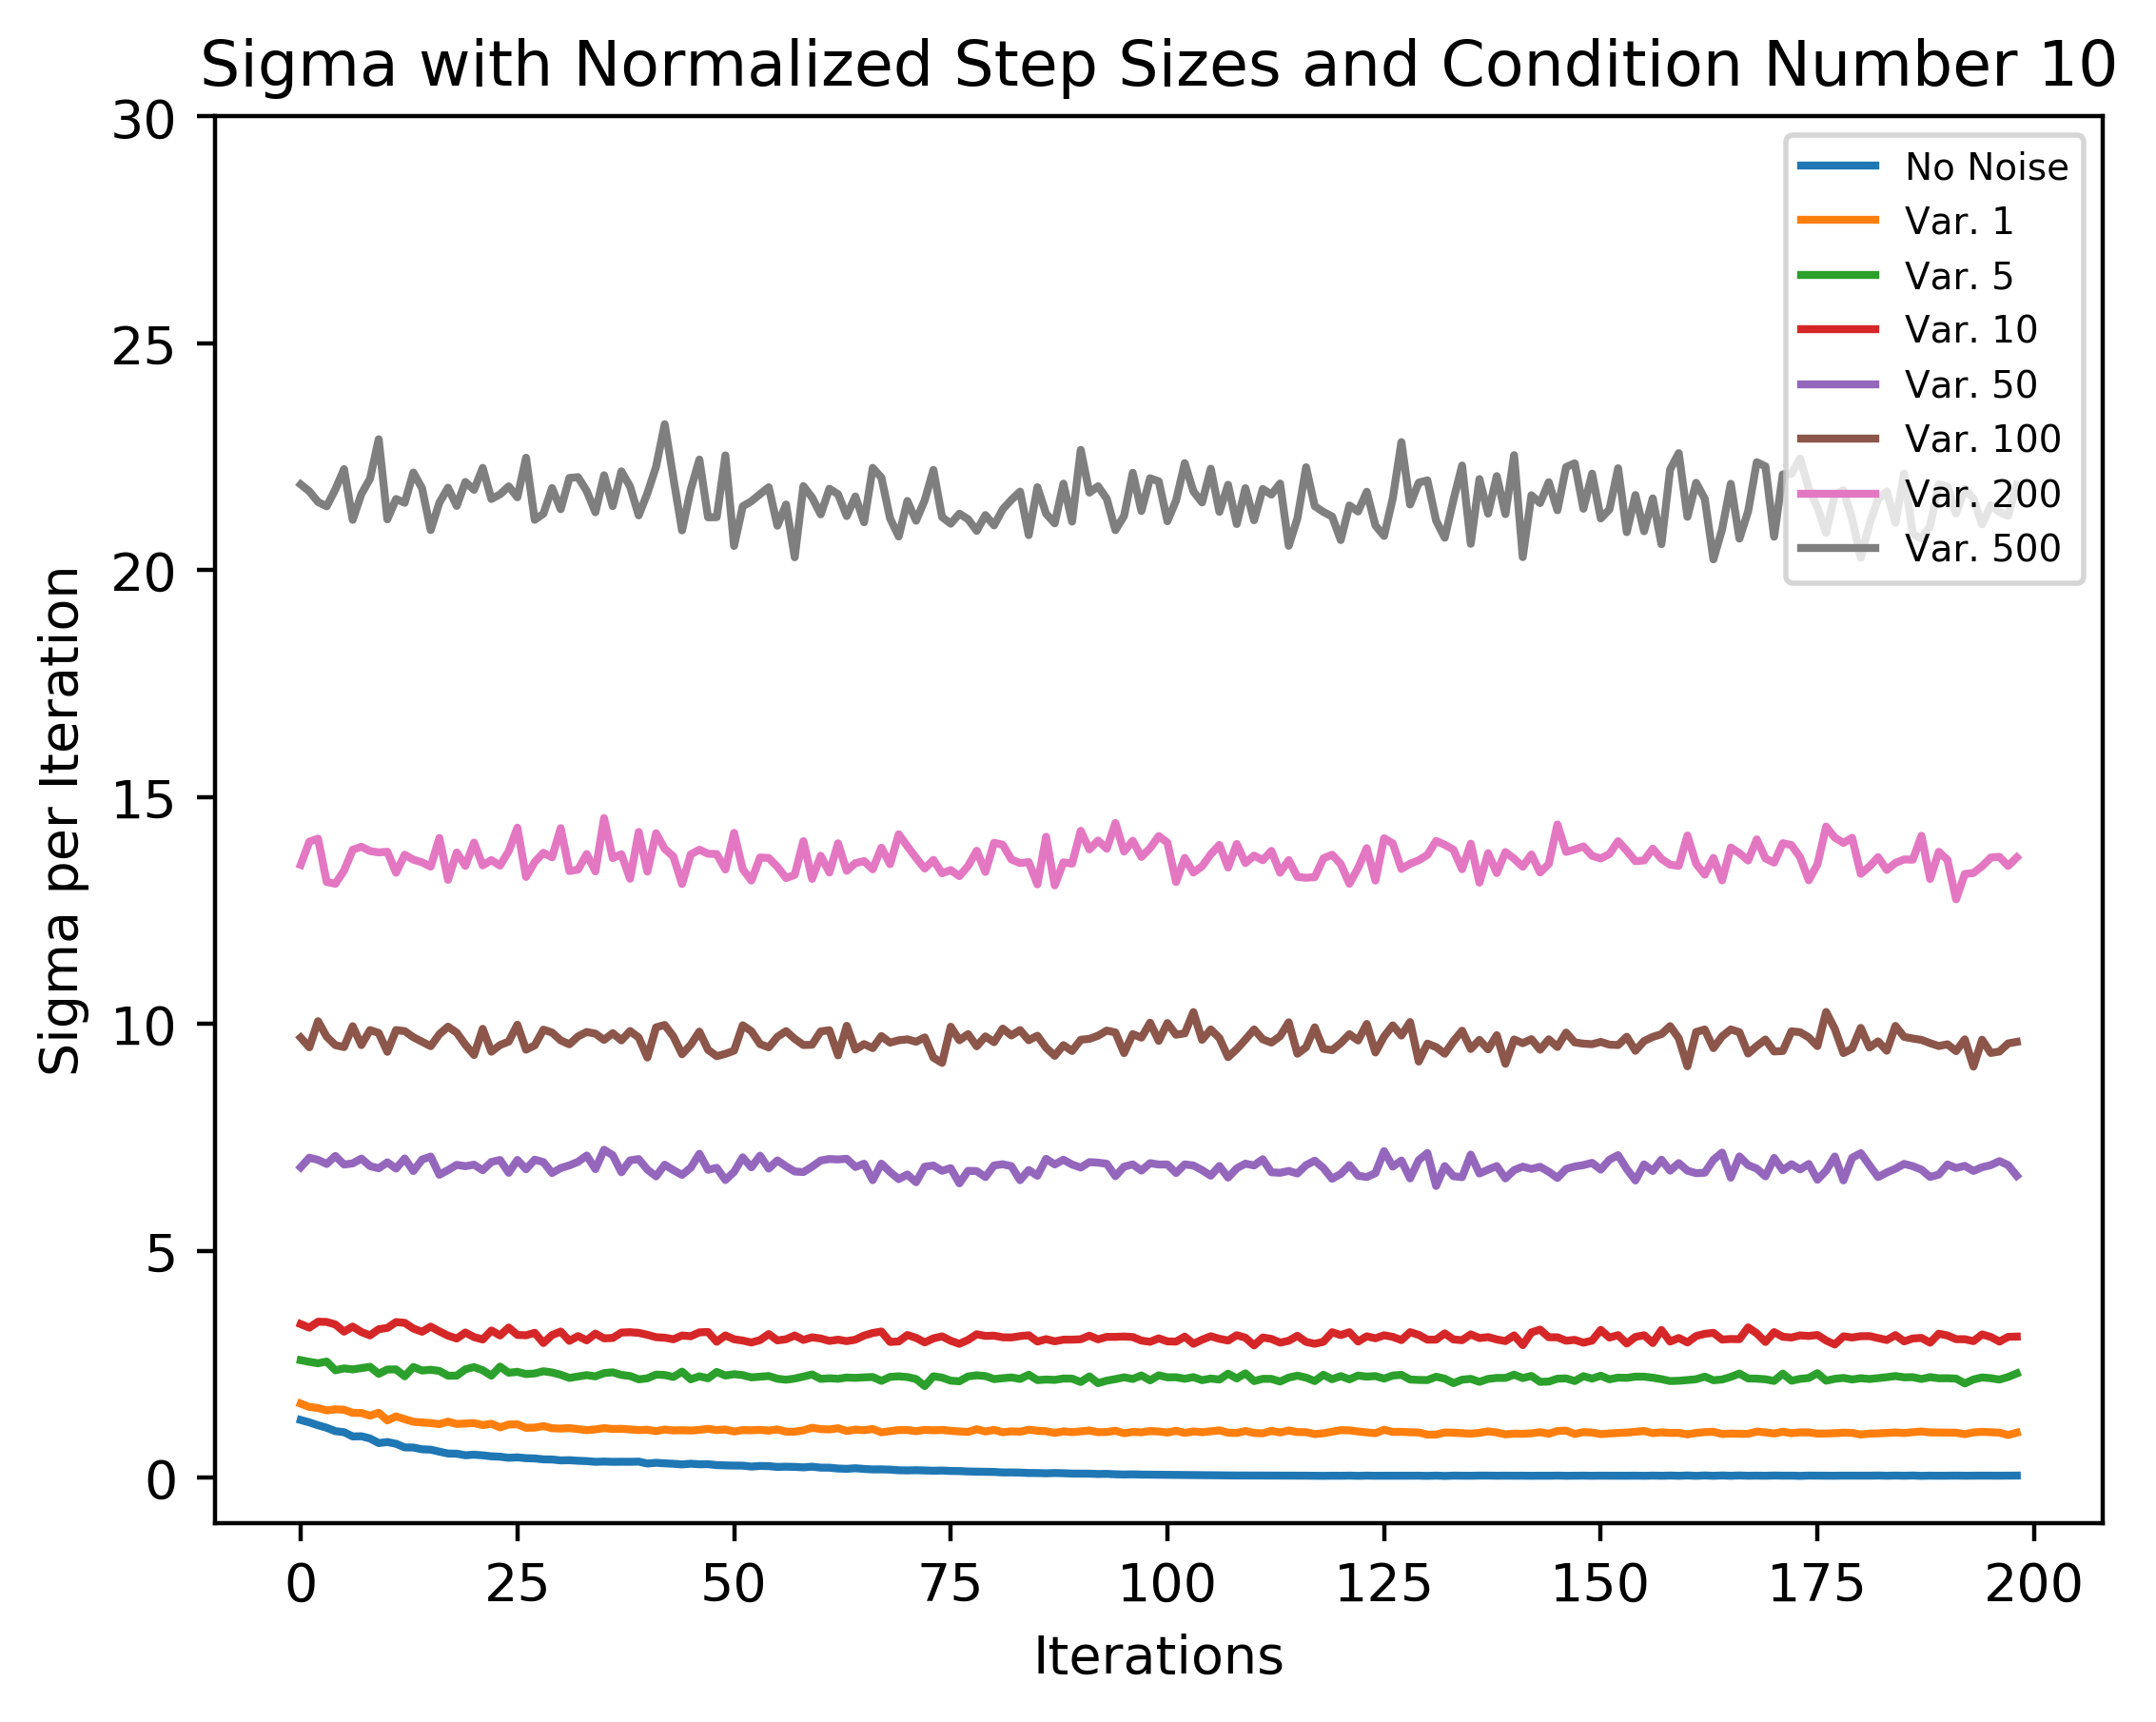 Sigma with Normalized Step Sizes and Condition Number 10
30
25
20
15
10
5
0
Sigma per Iteration
No Noise
Var. 1
Var. 5
Var. 10
Var. 50
Var. 100
Var. 200
Var. 500
0 25 50 75 100 125 150 175 200
Iterations